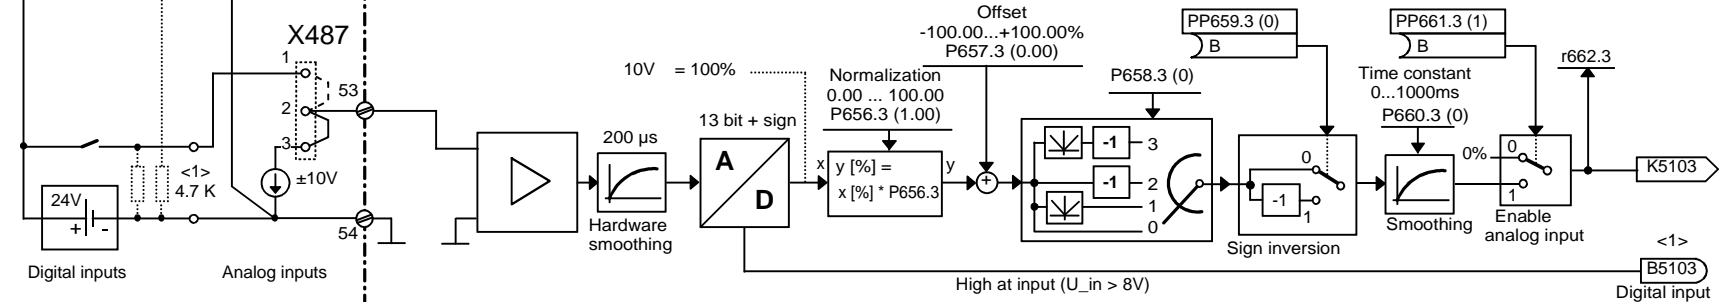 X487
1
2
3
53
54
±10V
<1>
4.7 K
24V
+ -
Digital inputs
Analog inputs
200 µs
Hardware
smoothing
10V = 100%
13 bit + sign
A
D
Normalization
0.00 ... 100.00
P656.3 (1.00)
x
y [%] =
x [%] * P656.3
y
Offset
-100.00...+100.00%
P657.3 (0.00)
+
P658.3 (0)
-1 3
-1 2
1
0
PP659.3 (0)
B
0
-1
1
Sign inversion
Time constant
0...1000ms
P660.3 (0)
Smoothing
PP661.3 (1)
B
0%
0
1
Enable
analog input
r662.3
K5103
<1>
B5103
Digital input
High at input (U_in > 8V)